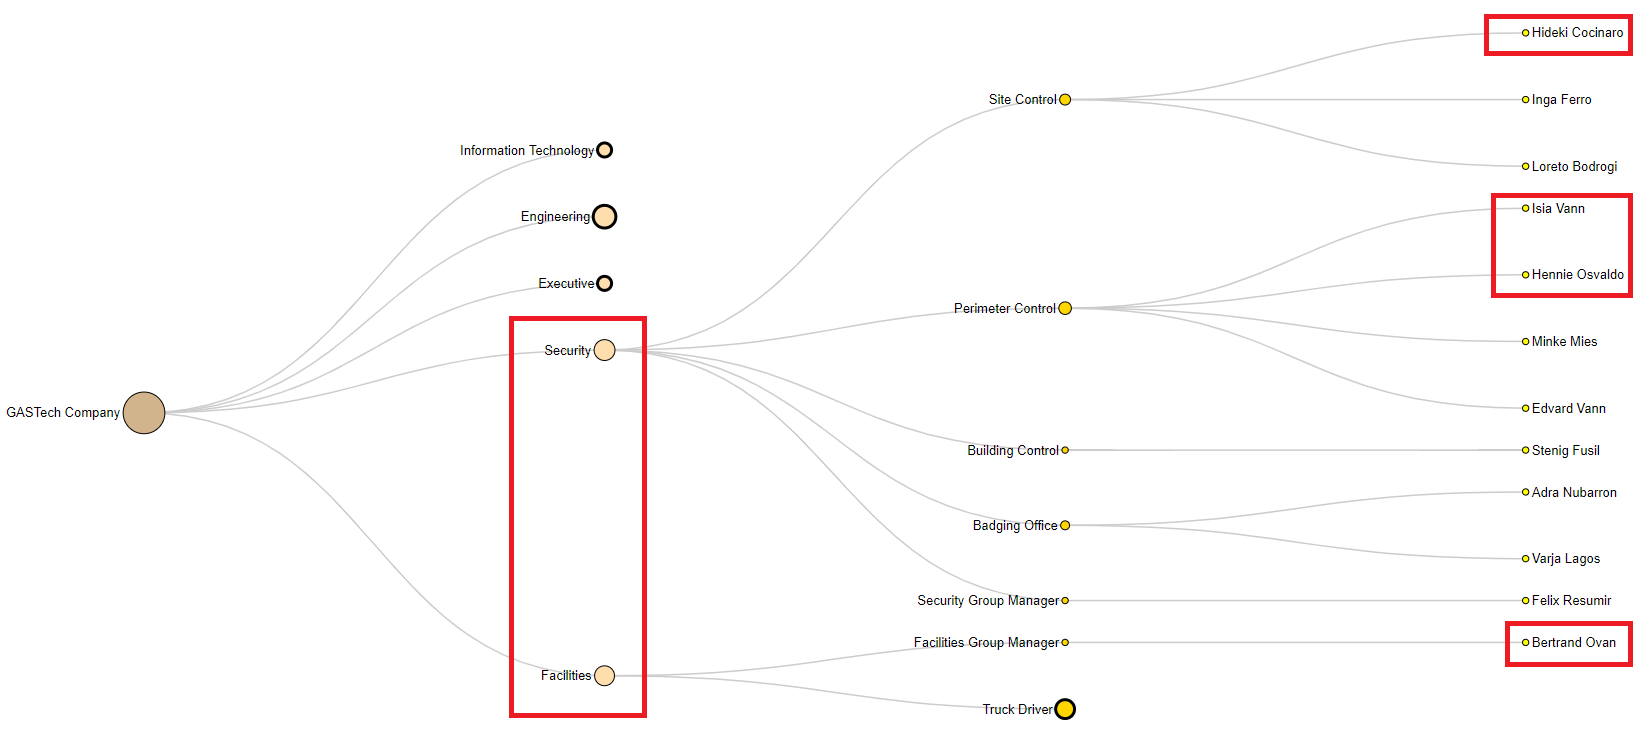 Hideki Cocinaro
Site Control
Inga Ferro
Information Technology
Loreto Bodrogi
Isia Vann
Engineering
Hennie Osvaldo
Executive
Perimeter Control
Minke Mies
Security
Edvard Vann
GASTech Company
Building Control
Stenig Fusil
Adra Nubarron
Badging Office
Varja Lagos
Security Group Manager
Felix Resumir
Facilities Group Manager
Bertrand Ovan
Facilities
Truck Driver